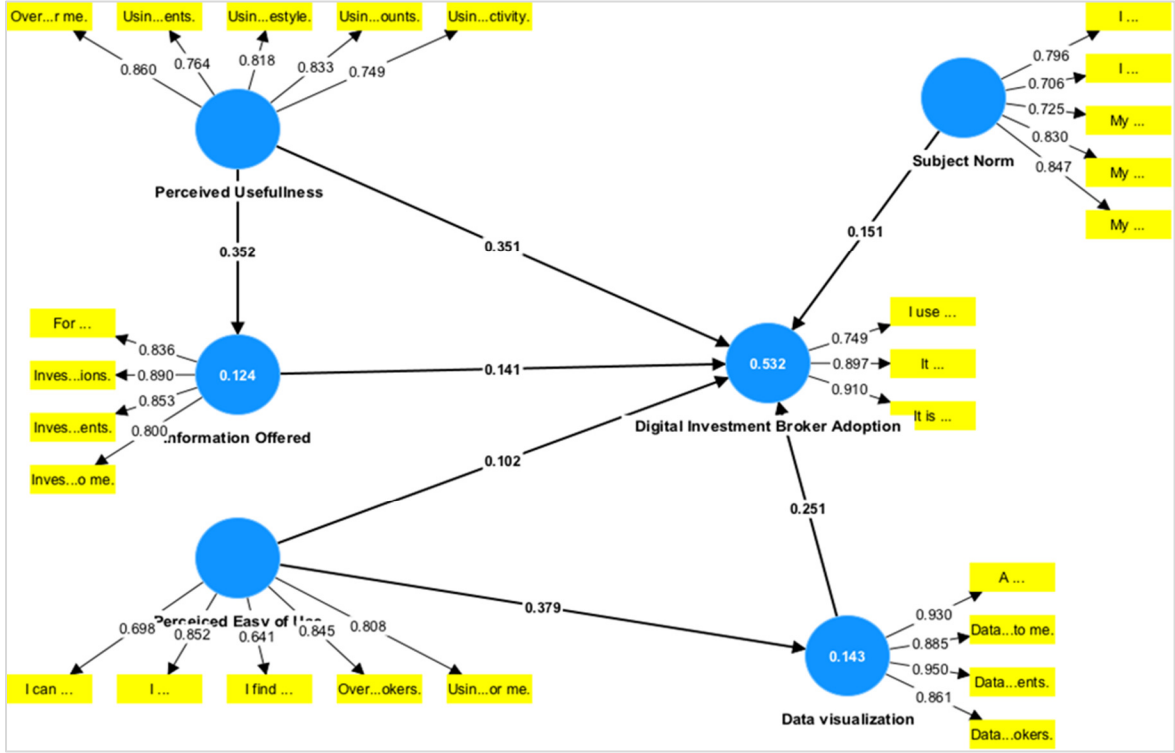 Over...r me.
Usin...ents.
Usin...estyle.
Usin...ounts.
Usin...ctivity.
0.860
0.764
0.818
0.833
0.749
Perceived Usefullness
I ...
I ...
My ...
My ...
My ...
0.796
0.706
0.725
0.830
0.847
Subject Norm
0.352
0.351
0.151
For ...
Inves...ions.
Inves...ents.
Inves...o me.
0.836
0.890
0.853
0.800
0.124
Information Offered
0.141
0.532
Digital Investment Broker Adoption
0.749
0.897
0.910
I use ...
It ...
It is ...
0.102
0.251
0.379
Perceiced Easy of Use
0.698
0.852
0.641
0.845
0.808
I can ...
I ...
I find ...
Over...okers.
Usin...or me.
0.143
Data visualization
0.930
0.885
0.950
0.861
A ...
Data...to me.
Data...ents.
Data...okers.